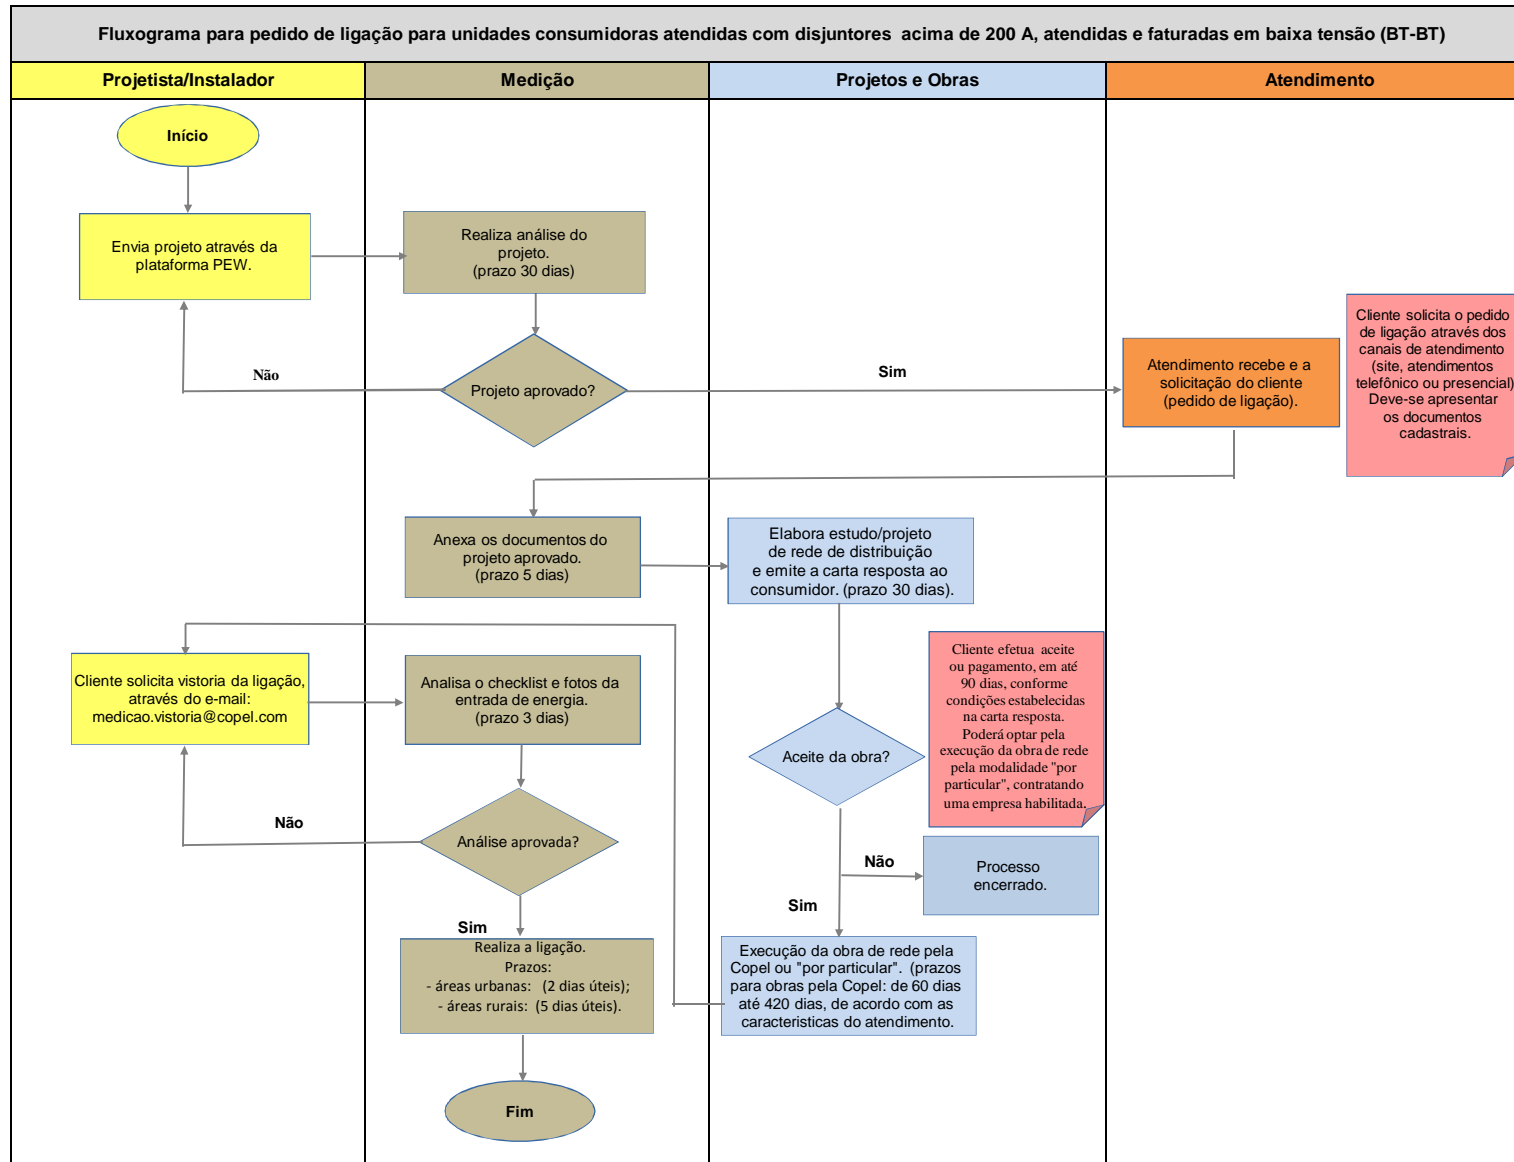 Fluxograma para pedido de ligação para unidades consumidoras atendidas com disjuntores acima de 200 A, atendidas e faturadas em baixa tensão (BT-BT)
Projetista/Instalador
Medição
Projetos e Obras
Atendimento
Início
Envia projeto através da
plataforma PEW.
Realiza análise do
projeto.
(prazo 30 dias)
Projeto aprovado?
Não
Sim
Atendimento recebe e a
solicitação do cliente
(pedido de ligação).
Cliente solicita o pedido
de ligação através dos
canais de atendimento
(site, atendimentos
telefônico ou presencial)
Deve-se apresentar
os documentos
cadastrais.
Anexa os documentos do
projeto aprovado.
(prazo 5 dias)
Elabora estudo/projeto
de rede de distribuição
e emite a carta resposta ao
consumidor. (prazo 30 dias).
Cliente solicita vistoria da ligação,
através do e-mail:
medicao.vistoria@copel.com
Analisa o checklist e fotos da
entrada de energia.
(prazo 3 dias)
Aceite da obra?
Cliente efetua aceite
ou pagamento, em até
90 dias, conforme
condições estabelecidas
na carta resposta.
Poderá optar pela
execução da obra de rede
pela modalidade "por
particular", contratando
uma empresa habilitada.
Não
Análise aprovada?
Não
Processo
encerrado.
Sim
Sim
Realiza a ligação.
Prazos:
- áreas urbanas: (2 dias úteis);
- áreas rurais: (5 dias úteis).
Execução da obra de rede pela
Copel ou "por particular". (prazos
para obras pela Copel: de 60 dias
até 420 dias, de acordo com as
caracteristicas do atendimento.
Fim